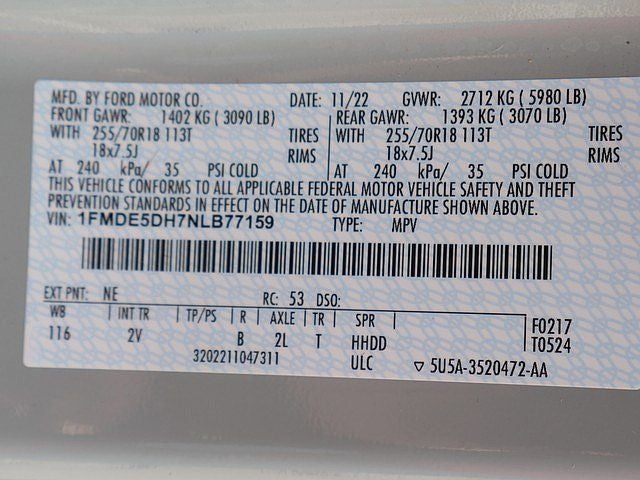 MFD. BY FORD MOTOR CO. DATE: 11/22 GVWR: 2712 KG ( 5980 LB)
FRONT GAWR: 1402 KG ( 3090 LB) REAR GAWR: 1393 KG ( 3070 LB)
WITH 255/70R18 113T TIRES WITH 255/70R18 113T TIRES
18x7.5J RIMS 18x7.5J RIMS
AT 240 kPa/ 35 PSI COLD AT 240 kPa/ 35 PSI COLD
THIS VEHICLE CONFORMS TO ALL APPLICABLE FEDERAL MOTOR VEHICLE SAFETY AND THEFT
PREVENTION STANDARDS IN EFFECT ON THE DATE OF MANUFACTURE SHOWN ABOVE.
VIN: 1FMDE5DH7NLB77159 TYPE: MPV
EXT PNT: NE RC: 53 DSO:
WB INT TR TP/PS R AXLE TR SPR F0217
116 2V B 2L T HHDD T0524
3202211047311 ULC 5U5A-3520472-AA